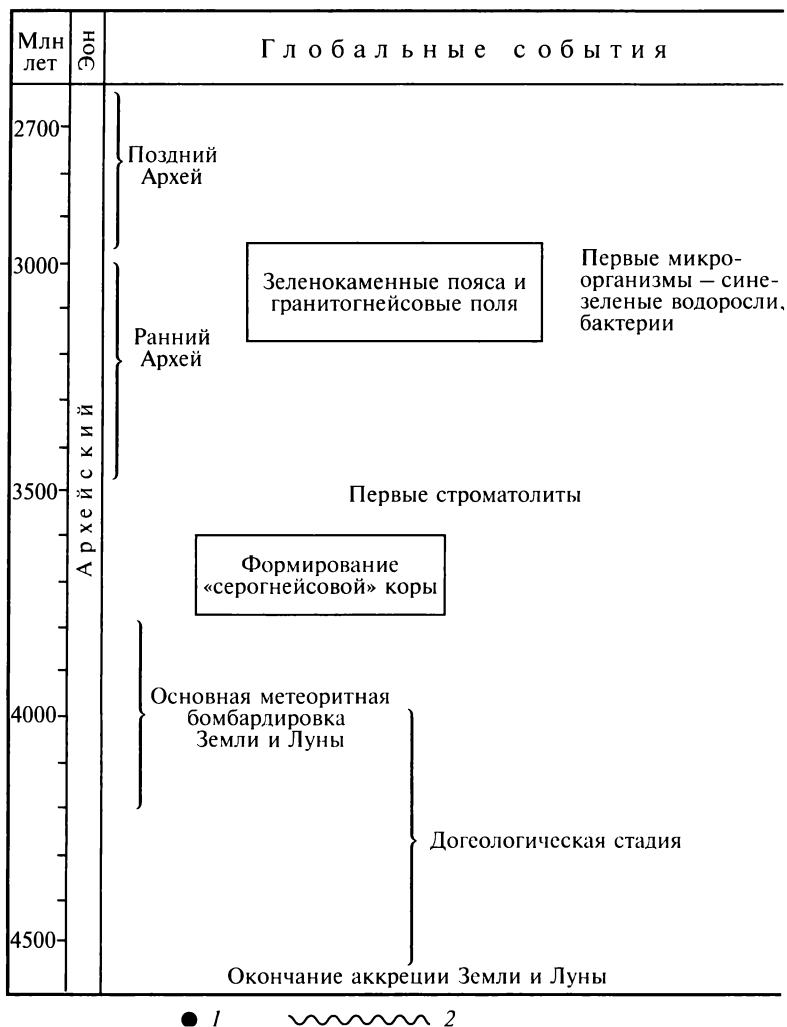 Млн
лет
Эон
Глобальные события
2700
Поздний
Архей
3000
Зеленокаменные пояса и
гранитогнейсовые поля
Первые микро-
организмы – сине-
зеленые водоросли,
бактерии
Ранний
Архей
Архейский
3500
Первые строматолиты
Формирование
«серогнейсовой» коры
Основная метеоритная
бомбардировка
Земли и Луны
4000
Догеологическая стадия
4500
Окончание аккреции Земли и Луны
1
2